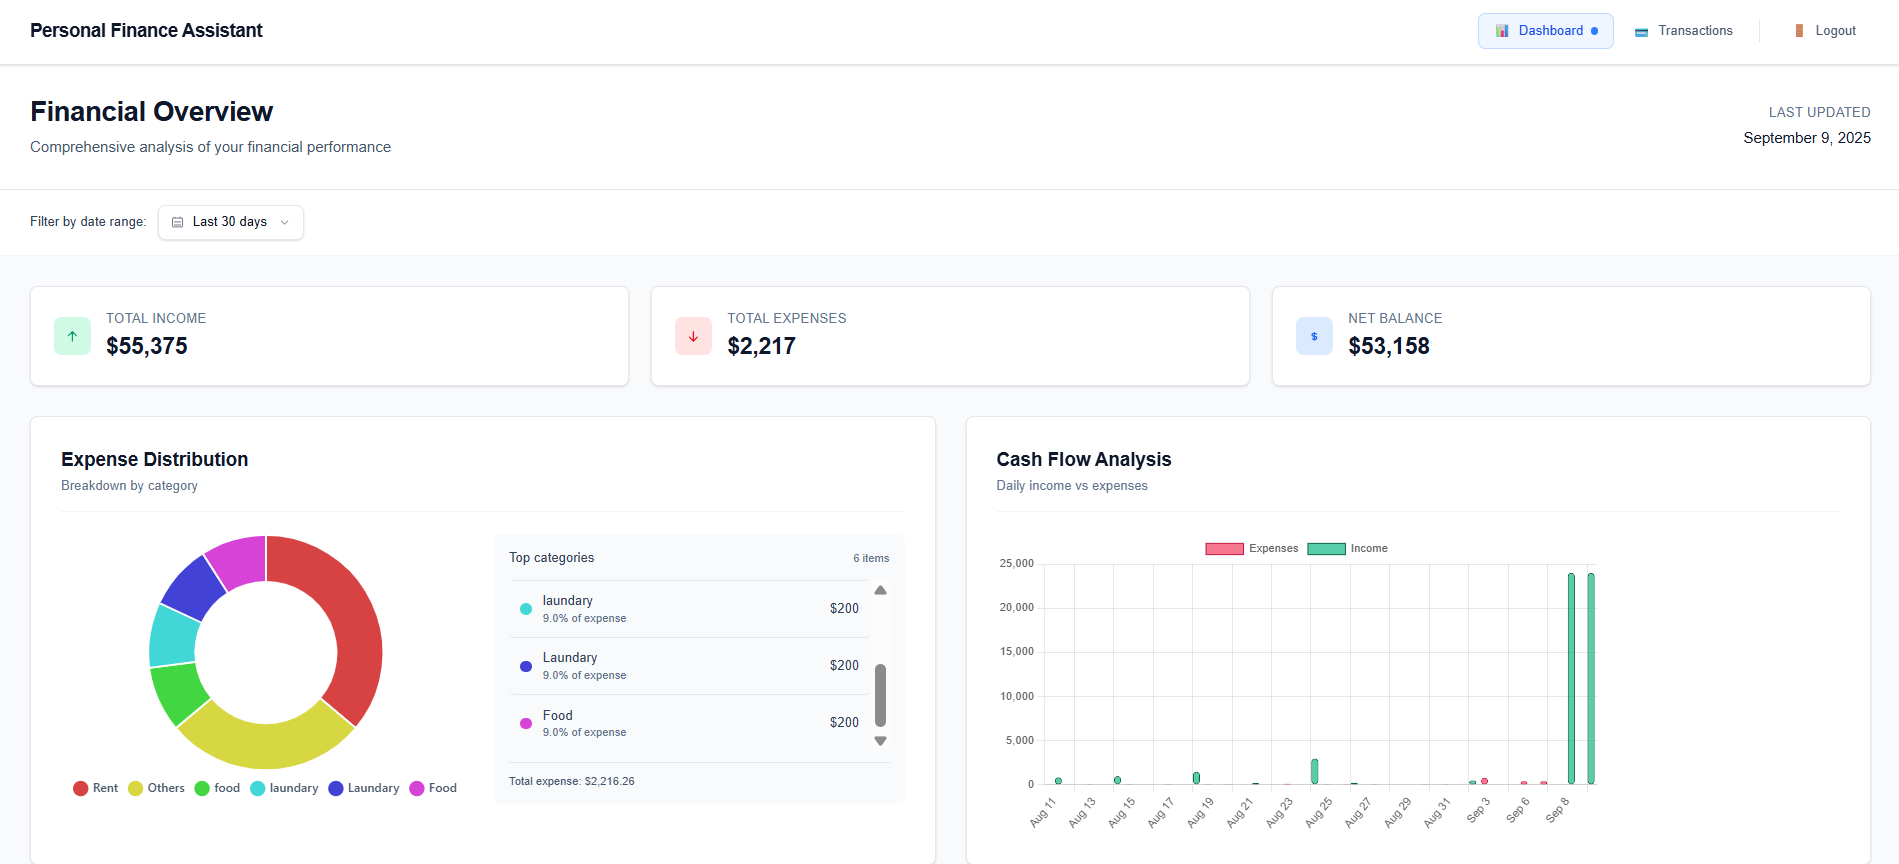 Personal Finance Assistant
Dashboard
Transactions
Logout
Financial Overview
Comprehensive analysis of your financial performance
LAST UPDATED
September 9, 2025
Filter by date range:
Last 30 days
TOTAL INCOME
$55,375
TOTAL EXPENSES
$2,217
NET BALANCE
$
$53,158
Expense Distribution
Breakdown by category
Top categories
6 items
laundary
9.0% of expense
$200
Laundary
9.0% of expense
$200
Food
9.0% of expense
$200
Total expense: $2,216.26
Rent
Others
food
laundary
Laundary
Food
Cash Flow Analysis
Daily income vs expenses
Expenses
Income
25,000
20,000
15,000
10,000
5,000
0
Aug 11
Aug 13
Aug 15
Aug 17
Aug 19
Aug 21
Aug 23
Aug 25
Aug 27
Aug 29
Aug 31
Sep 3
Sep 6
Sep 8